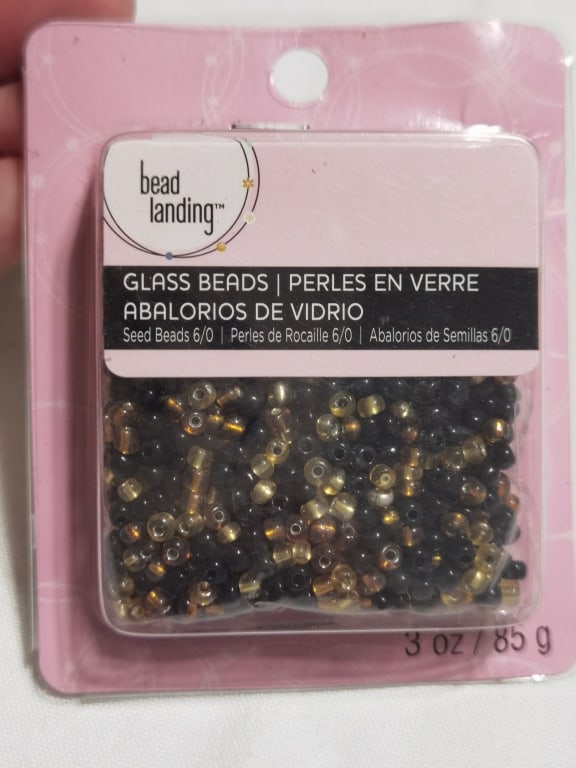 bead
landing™
GLASS BEADS | PERLES EN VERRE
ABALORIOS DE VIDRIO
Seed Beads 6/0 | Perles de Rocaille 6/0 | Abalorios de Semillas 6/0
3 oz / 85 g